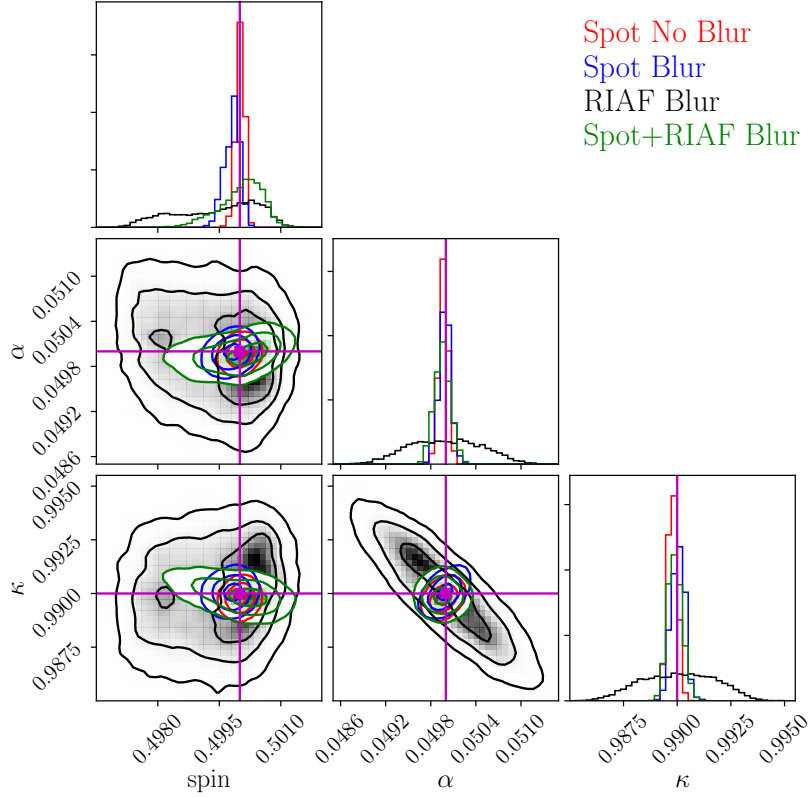 Spot No Blur
Spot Blur
RIAF Blur
Spot+RIAF Blur
α
0.0510
0.0504
0.0498
0.0492
0.0486
κ
0.9950
0.9925
0.9900
0.9875
0.4980 0.4995 0.5010
spin
0.0486 0.0492 0.0498 0.0504 0.0510
α
0.9875 0.9900 0.9925 0.9950
κ